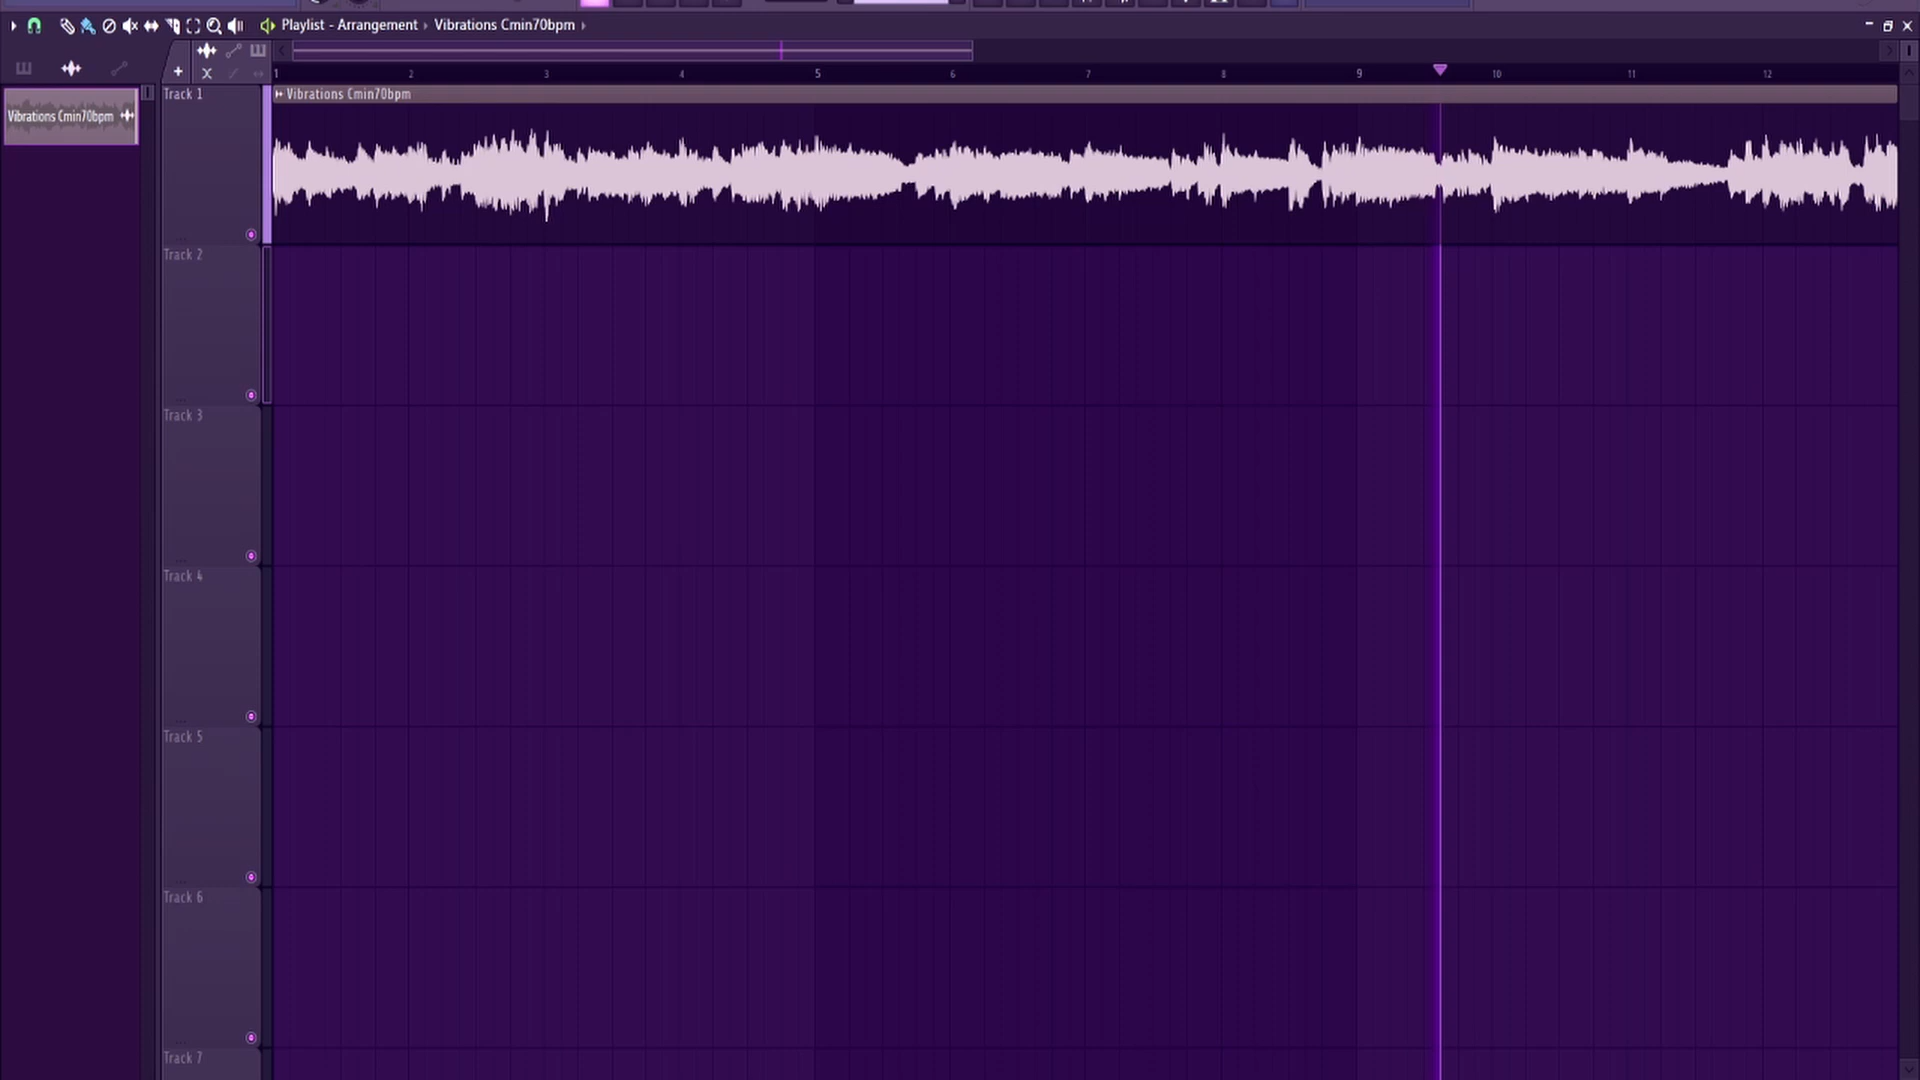 Playlist - Arrangement › Vibrations Cmin70bpm ›
1 2 3 4 5 6 7 8 9 10 11 12
Vibrations Cmin70bpm
Track 1
Vibrations Cmin70bpm
Track 2
Track 3
Track 4
Track 5
Track 6
Track 7